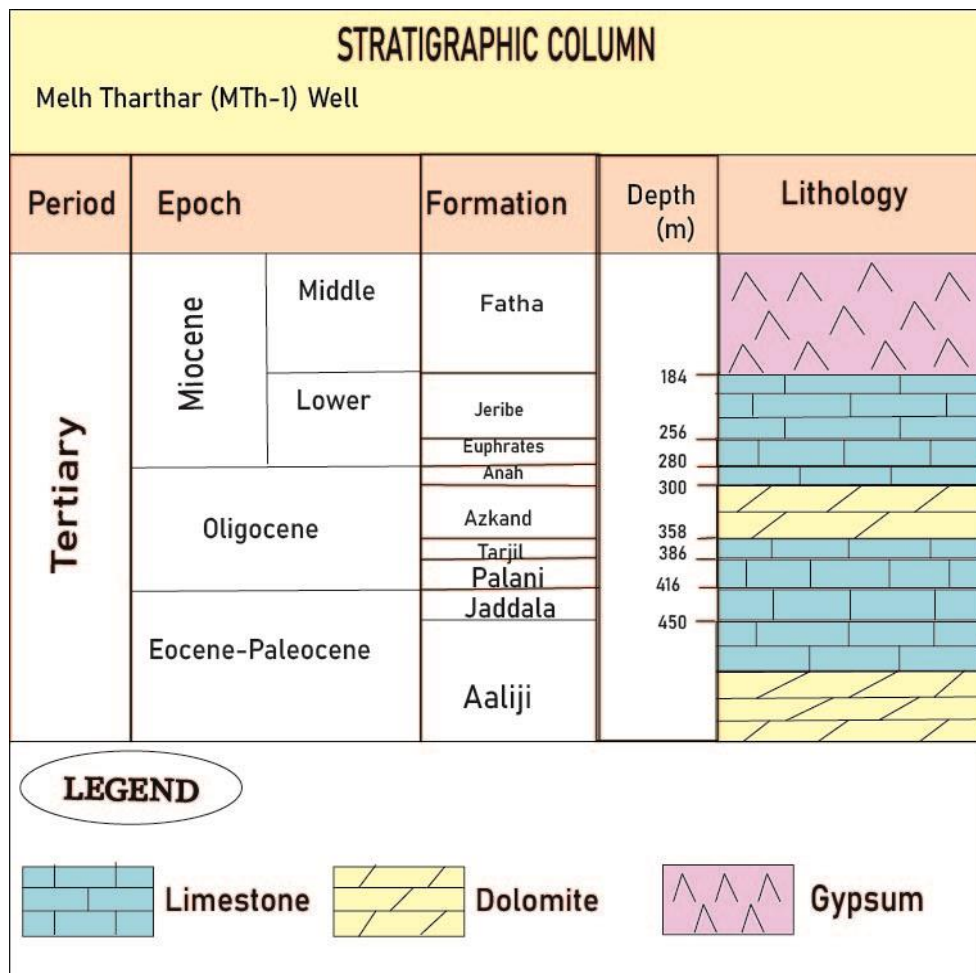 STRATIGRAPHIC COLUMN
Melh Tharthar (MTh-1) Well
Period
Epoch
Formation
Depth
(m)
Lithology
Tertiary
Miocene
Middle
Fatha
184
Lower
Jeribe
256
Euphrates
280
Anah
300
Oligocene
Azkand
358
Tarjil
386
Palani
416
Jaddala
450
Eocene-Paleocene
Aaliji
LEGEND
Limestone
Dolomite
Gypsum